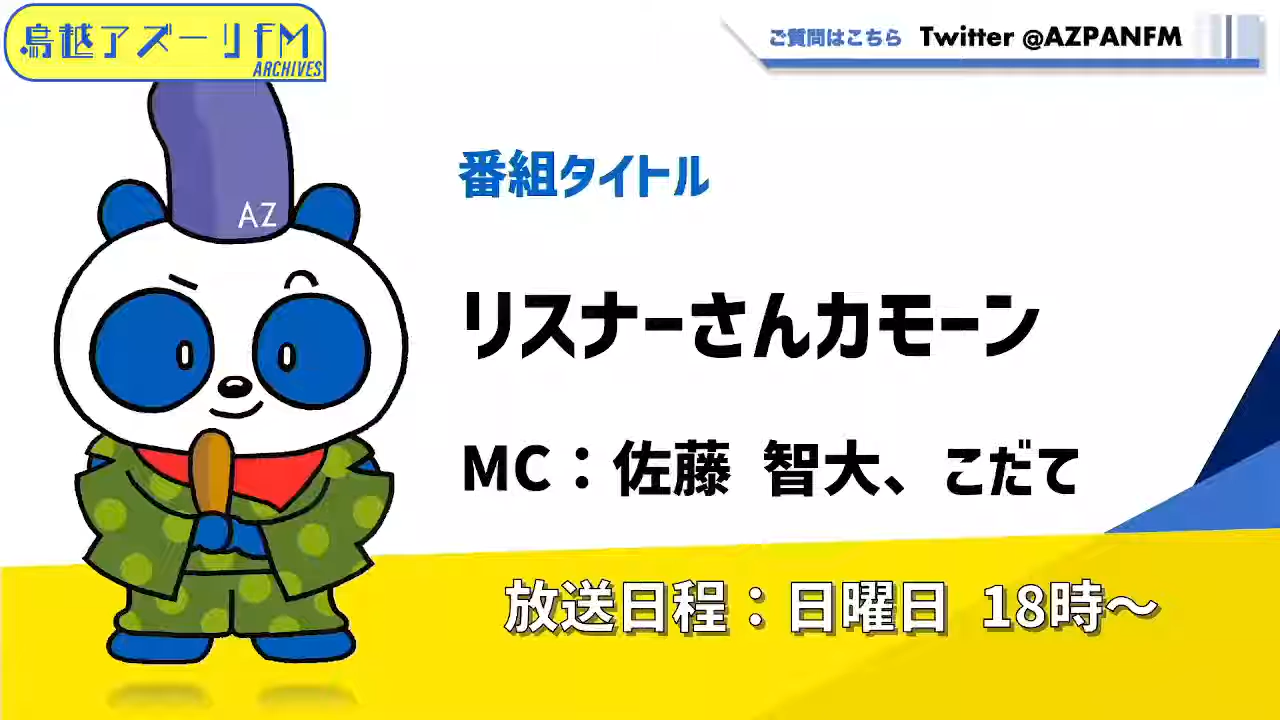 鳥越アズーリFM
ARCHIVES
ご質問はこちら Twitter @AZPANFM
AZ
番組タイトル
リスナーさんカモーン
MC：佐藤 智大、こだて
放送日程：日曜日 18時～